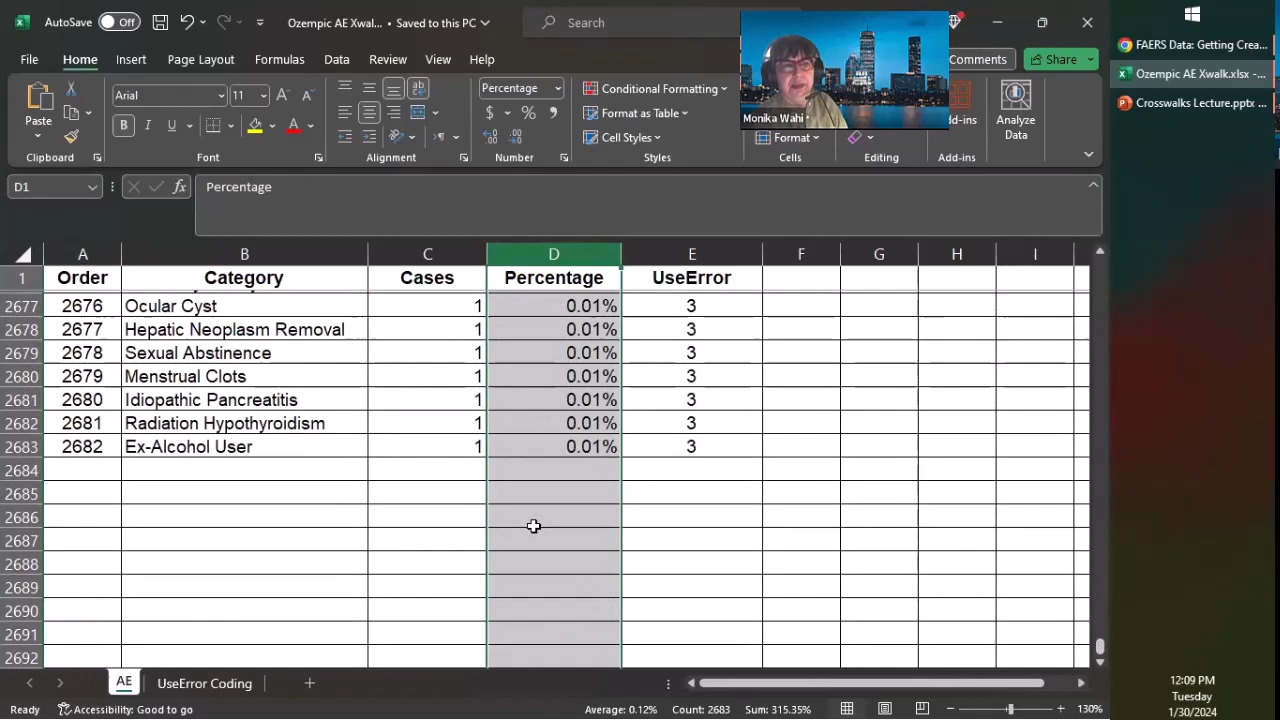 AutoSave Off Ozempic AE Xwalk... • Saved to this PC Search
FAERS Data: Getting Crea...
Ozempic AE Xwalk.xlsx -...
Crosswalks Lecture.pptx ...
File Home Insert Page Layout Formulas Data Review View Help Comments Share
Paste
Arial 11
B I U
Percentage
$ %
Conditional Formatting
Format as Table
Cell Styles
Format
Monika Wahi
Analyze
Data
Clipboard Font Alignment Number Styles Cells Editing Add-ins
D1 fx Percentage
A B C D E F G H I
1 Order Category Cases Percentage UseError
2677 2676 Ocular Cyst 1 0.01% 3
2678 2677 Hepatic Neoplasm Removal 1 0.01% 3
2679 2678 Sexual Abstinence 1 0.01% 3
2680 2679 Menstrual Clots 1 0.01% 3
2681 2680 Idiopathic Pancreatitis 1 0.01% 3
2682 2681 Radiation Hypothyroidism 1 0.01% 3
2683 2682 Ex-Alcohol User 1 0.01% 3
2684
2685
2686
2687
2688
2689
2690
2691
2692
AE UseError Coding
Ready Accessibility: Good to go Average: 0.12% Count: 2683 Sum: 315.35% 130%
12:09 PM
Tuesday
1/30/2024